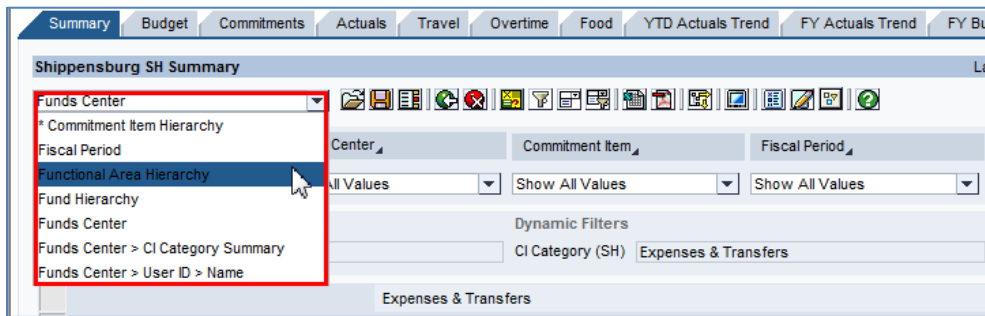 Summary Budget Commitments Actuals Travel Overtime Food YTD Actuals Trend FY Actuals Trend FY Bu
Shippensburg SH Summary La
Funds Center
* Commitment Item Hierarchy
Fiscal Period
Functional Area Hierarchy
Fund Hierarchy
Funds Center
Funds Center > CI Category Summary
Funds Center > User ID > Name
Center Commitment Item Fiscal Period
All Values Show All Values Show All Values
Dynamic Filters
CI Category (SH) Expenses & Transfers
Expenses & Transfers